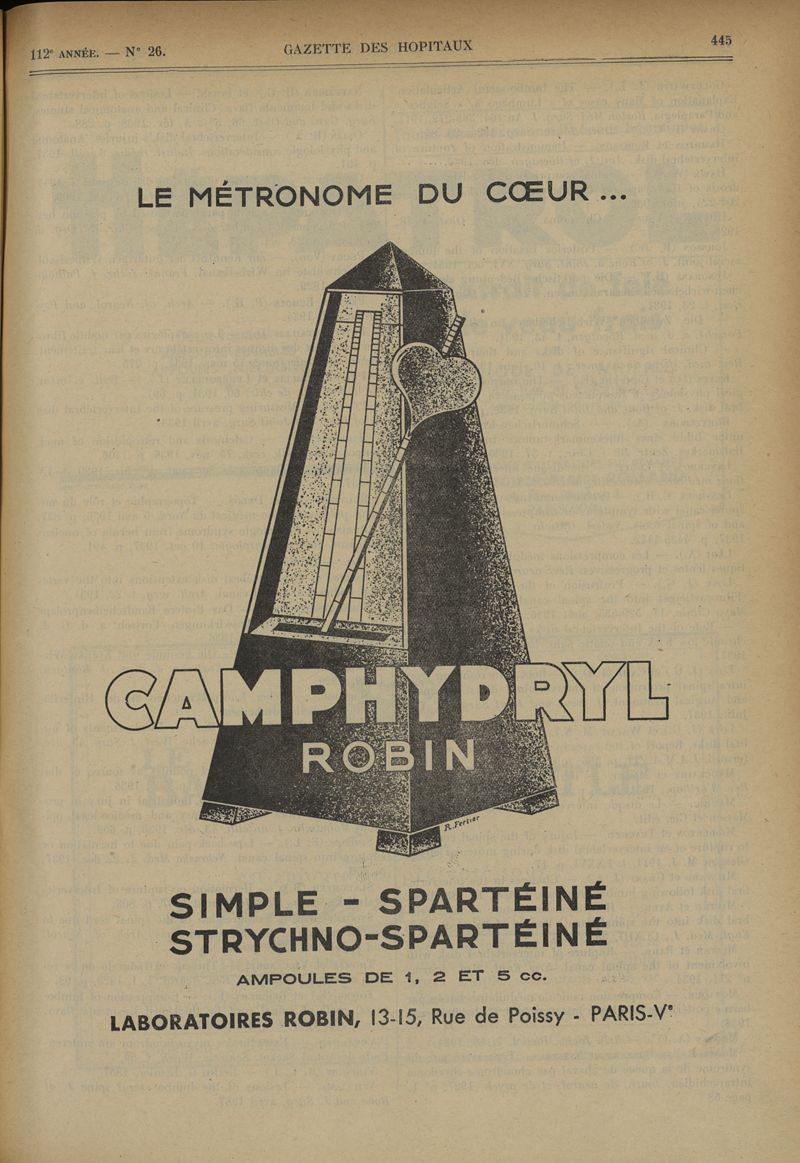 112e ANNÉE. — N° 26.
GAZETTE DES HOPITAUX
445
LE MÉTRONOME DU CŒUR...
CAMPHYDRYL
ROBIN
R. Fertier
SIMPLE - SPARTÉINÉ
STRYCHNO-SPARTÉINÉ
AMPOULES DE 1, 2 ET 5 cc.
LABORATOIRES ROBIN, 13-15, Rue de Poissy - PARIS-Ve